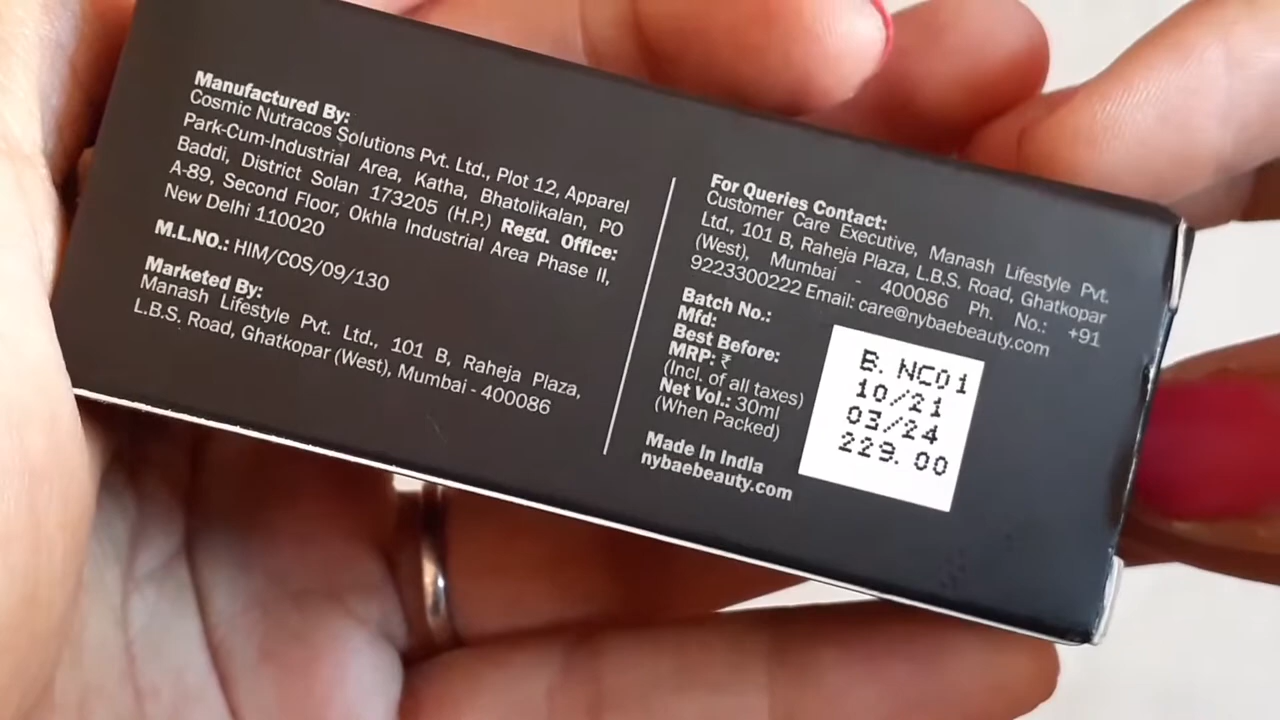 Manufactured By:
Cosmic Nutracos Solutions Pvt. Ltd., Plot 12, Apparel
Park-Cum-Industrial Area, Katha, Bhatolikalan, PO
Baddi, District Solan 173205 (H.P.) Regd. Office:
A-89, Second Floor, Okhla Industrial Area Phase II,
New Delhi 110020
M.L.NO.: HIM/COS/09/130
Marketed By:
Manash Lifestyle Pvt. Ltd., 101 B, Raheja Plaza,
L.B.S. Road, Ghatkopar (West), Mumbai - 400086
For Queries Contact:
Customer Care Executive, Manash Lifestyle Pvt.
Ltd., 101 B, Raheja Plaza, L.B.S. Road, Ghatkopar
(West), Mumbai - 400086 Ph. No.: +91
9223300222 Email: care@nybaebeauty.com
Batch No.:
Mfd:
Best Before:
MRP: ₹
(Incl. of all taxes)
Net Vol.: 30ml
(When Packed)
Made in India
nybaebeauty.com
B. NC01
10/21
03/24
229.00